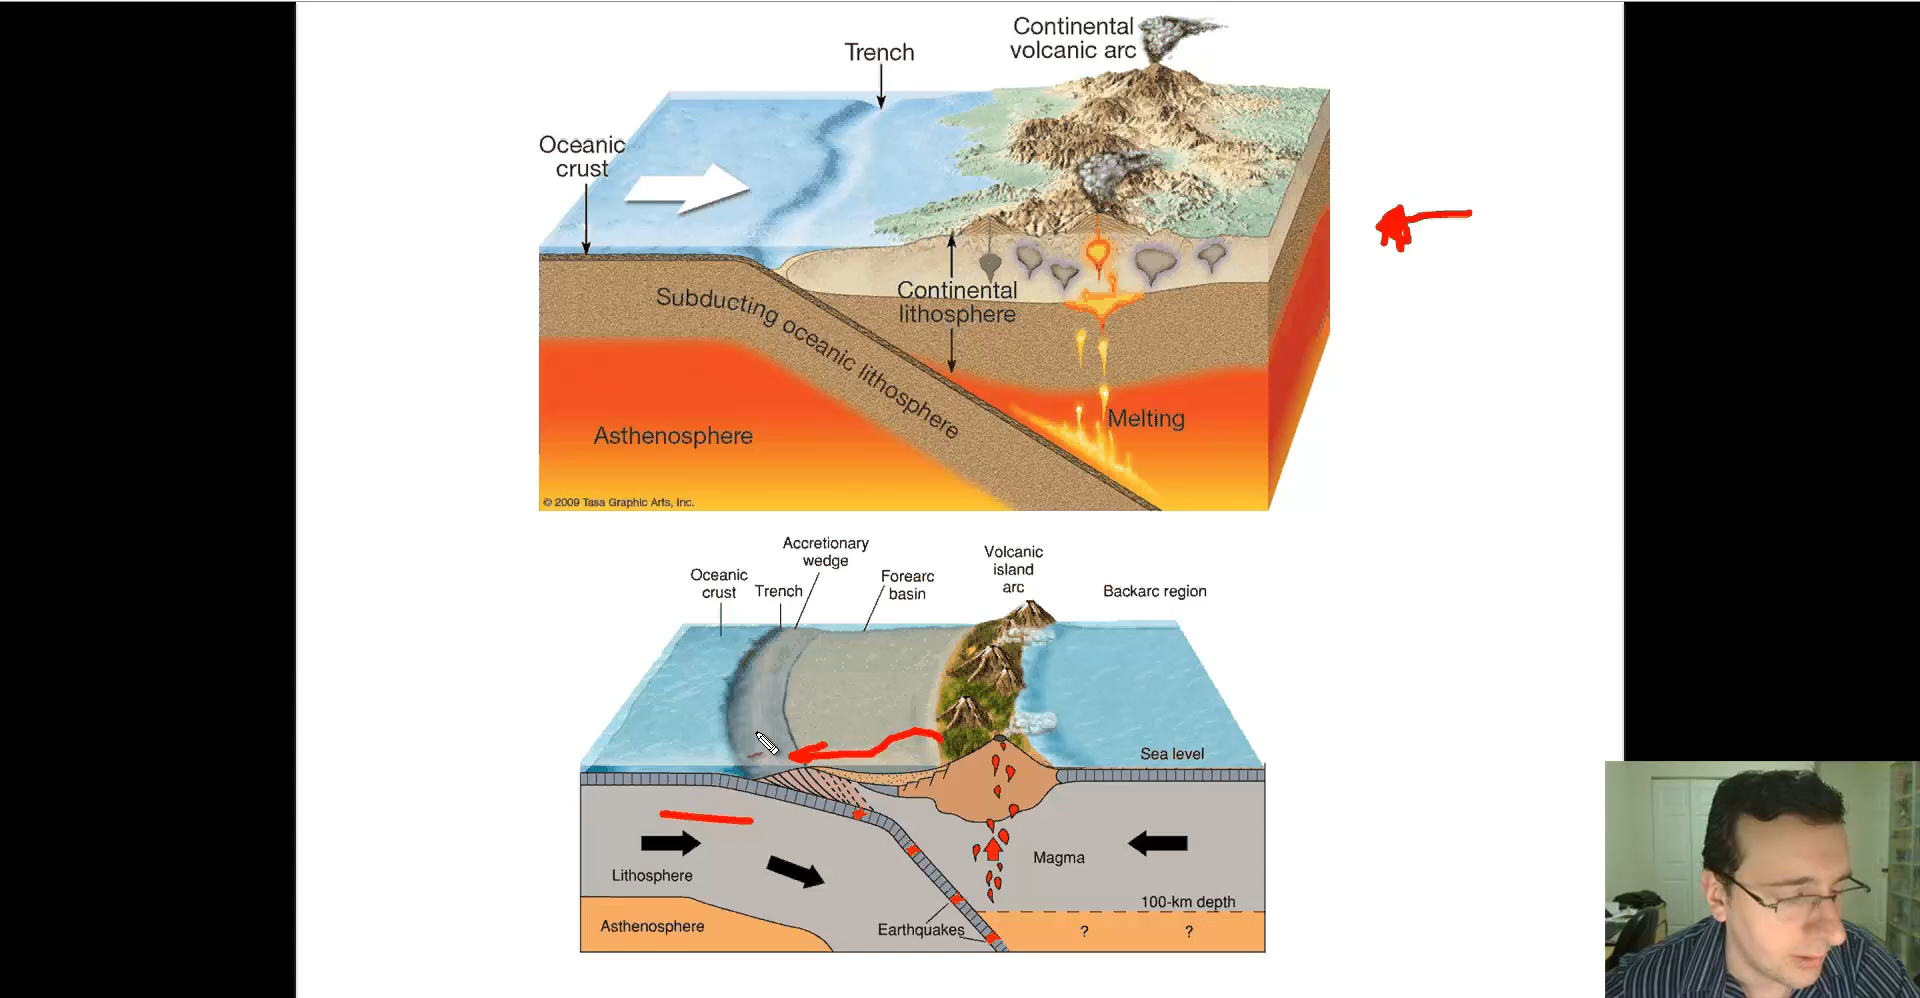 Continental
volcanic arc
Trench
Oceanic
crust
Subducting oceanic lithosphere
Continental
lithosphere
Melting
Asthenosphere
© 2009 Tasa Graphic Arts, Inc.
Accretionary
wedge
Volcanic
island
arc
Oceanic
crust
Trench
Forearc
basin
Backarc region
Sea level
Magma
Lithosphere
100-km depth
Asthenosphere
Earthquakes
? ?